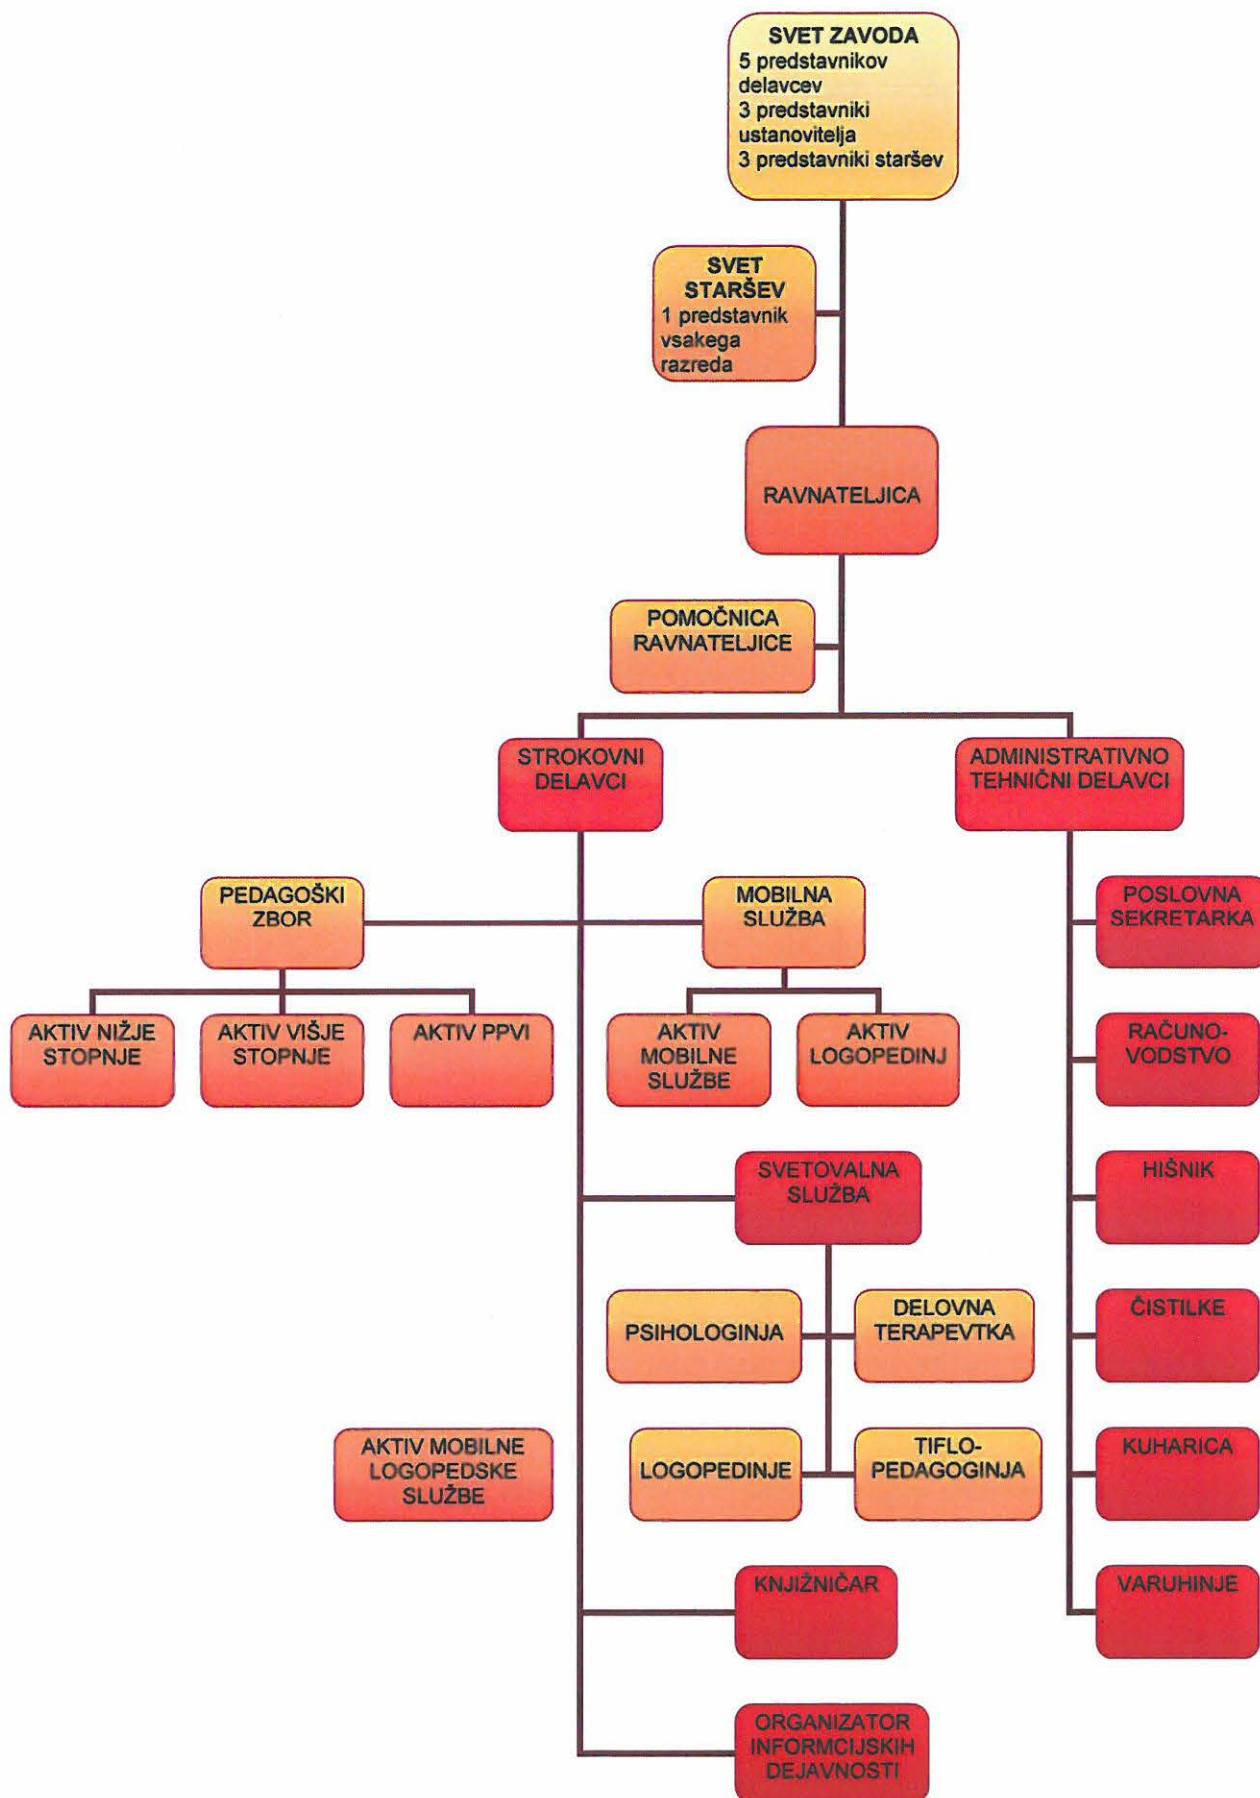 SVET ZAVODA
5 predstavnikov
delavcev
3 predstavniki
ustanovitelja
3 predstavniki staršev
SVET
STARŠEV
1 predstavnik
vsakega
razreda
RAVNATELJICA
POMOČNICA
RAVNATELJICE
STROKOVNI
DELAVCI
ADMINISTRATIVNO
TEHNIČNI DELAVCI
PEDAGOŠKI
ZBOR
MOBILNA
SLUŽBA
POSLOVNA
SEKRETARKA
AKTIV NIŽJE
STOPNJE
AKTIV VIŠJE
STOPNJE
AKTIV PPVI
AKTIV
MOBILNE
SLUŽBE
AKTIV
LOGOPEDINJ
RAČUNO-
VODSTVO
SVETOVALNA
SLUŽBA
HIŠNIK
PSIHOLOGINJA
DELOVNA
TERAPEVTKA
ČISTILKE
AKTIV MOBILNE
LOGOPEDSKE
SLUŽBE
LOGOPEDINJE
TIFLO-
PEDAGOGINJA
KUHARICA
KNJIŽNIČAR
VARUHINJE
ORGANIZATOR
INFORMCIJSKIH
DEJAVNOSTI